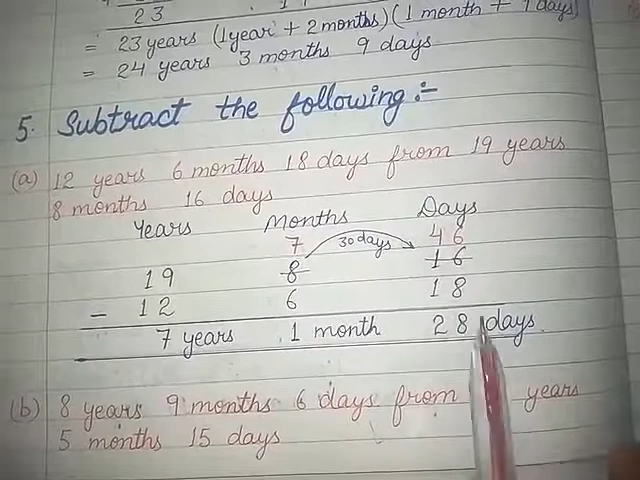 23
= 23 years (1 year + 2 months) (1 month + 9 days)
= 24 years 3 months 9 days
5. Subtract the following :-
(a) 12 years 6 months 18 days from 19 years
8 months 16 days
Years Months Days
7 30 days 46
19 8 16
- 12 6 18
7 years 1 month 28 days.
(b) 8 years 9 months 6 days from years
5 months 15 days